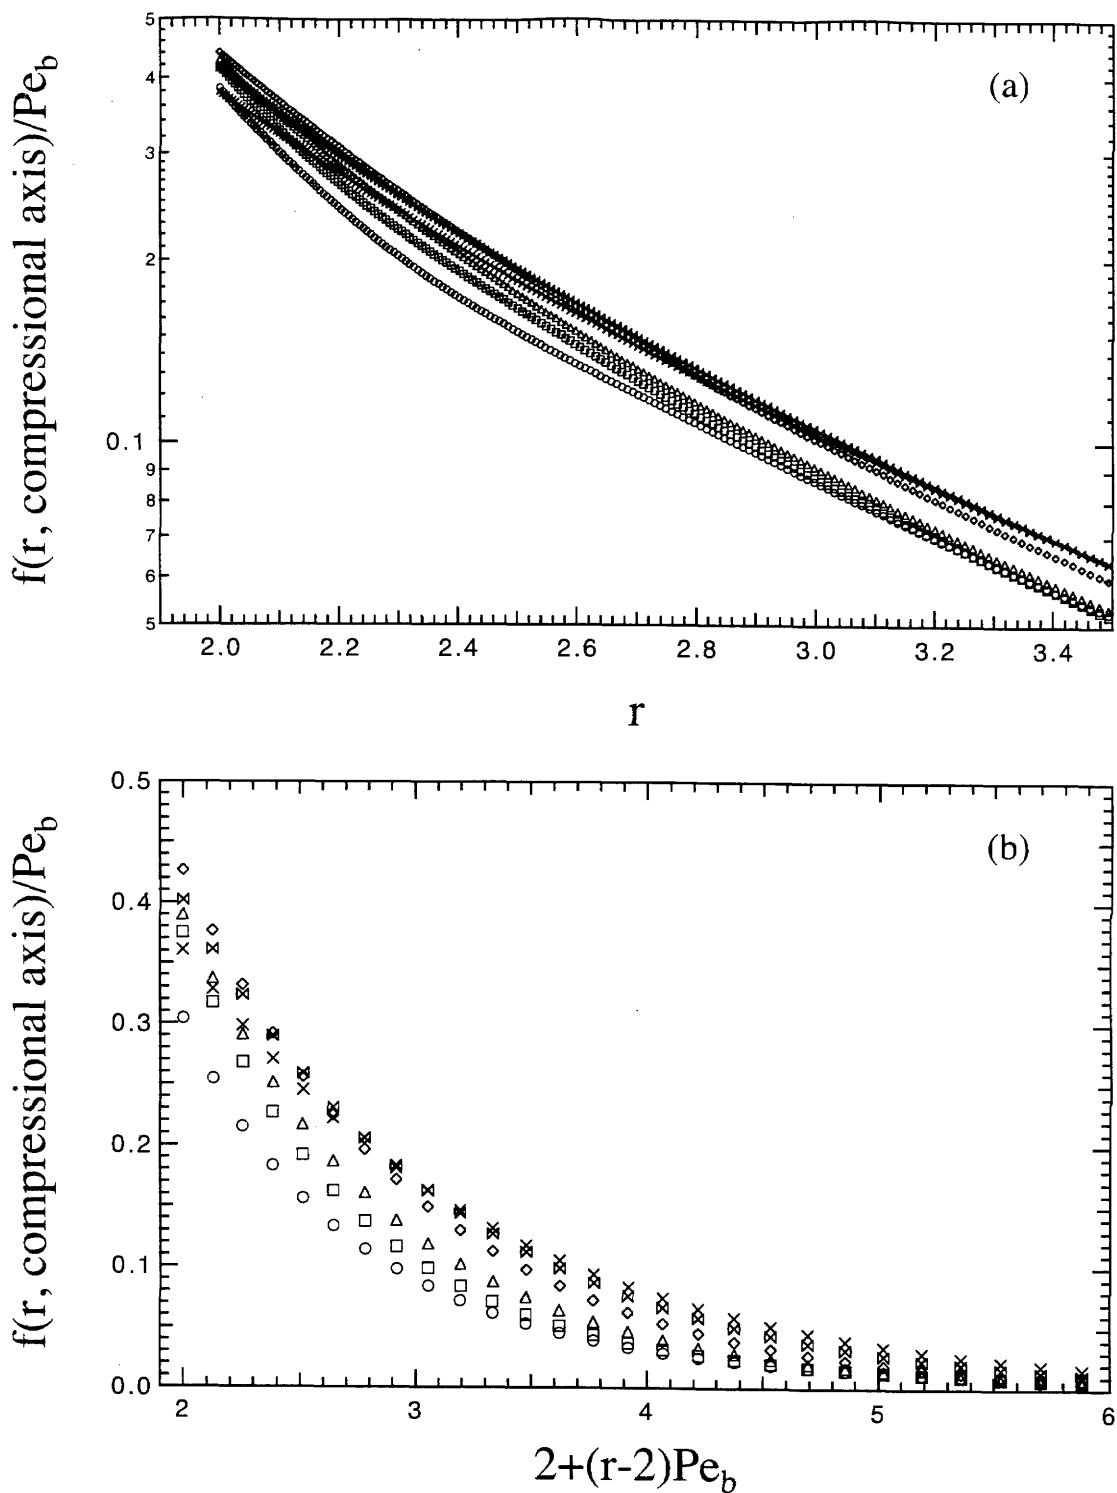 f(r, compressional axis)/Pe_b
(a)
5
4
3
2
0.1
9
8
7
6
5
2.0 2.2 2.4 2.6 2.8 3.0 3.2 3.4
r
f(r, compressional axis)/Pe_b
(b)
0.5
0.4
0.3
0.2
0.1
0.0
2 3 4 5 6
2+(r-2)Pe_b